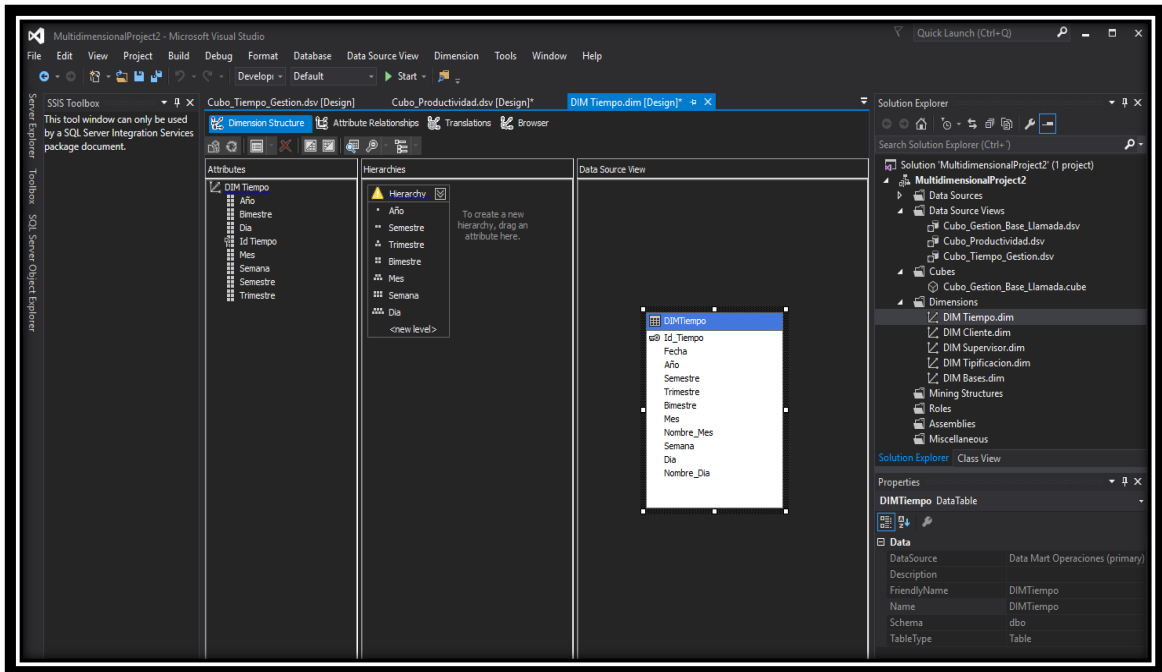 MultidimensionalProject2 - Microsoft Visual Studio
Quick Launch (Ctrl+Q)
File Edit View Project Build Debug Format Database Data Source View Dimension Tools Window Help
Developi Default Start
Server Explorer
Toolbox
SQL Server Object Explorer
SSIS Toolbox
This tool window can only be used
by a SQL Server Integration Services
package document.
Cubo_Tiempo_Gestion.dsv [Design] Cubo_Productividad.dsv [Design]* DIM Tiempo.dim [Design]*
Dimension Structure Attribute Relationships Translations Browser
Attributes
DIM Tiempo
Año
Bimestre
Dia
Id Tiempo
Mes
Semana
Semestre
Trimestre
Hierarchies
Hierarchy
Año
Semestre
Trimestre
Bimestre
Mes
Semana
Dia
<new level>
To create a new
hierarchy, drag an
attribute here.
Data Source View
DIMTiempo
Id_Tiempo
Fecha
Año
Semestre
Trimestre
Bimestre
Mes
Nombre_Mes
Semana
Dia
Nombre_Dia
Solution Explorer
Search Solution Explorer (Ctrl+ )
Solution 'MultidimensionalProject2' (1 project)
MultidimensionalProject2
Data Sources
Data Source Views
Cubo_Gestion_Base_Llamada.dsv
Cubo_Productividad.dsv
Cubo_Tiempo_Gestion.dsv
Cubes
Cubo_Gestion_Base_Llamada.cube
Dimensions
DIM Tiempo.dim
DIM Cliente.dim
DIM Supervisor.dim
DIM Tipificacion.dim
DIM Bases.dim
Mining Structures
Roles
Assemblies
Miscellaneous
Solution Explorer Class View
Properties
DIMTiempo DataTable
Data
DataSource Data Mart Operaciones (primary)
Description
FriendlyName DIMTiempo
Name DIMTiempo
Schema dbo
TableType Table